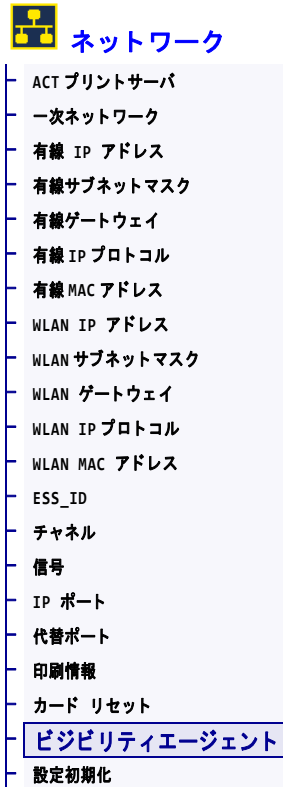 ネットワーク
ACT プリントサーバ
一次ネットワーク
有線 IP アドレス
有線サブネットマスク
有線ゲートウェイ
有線 IP プロトコル
有線 MAC アドレス
WLAN IP アドレス
WLAN サブネットマスク
WLAN ゲートウェイ
WLAN IP プロトコル
WLAN MAC アドレス
ESS_ID
チャネル
信号
IP ポート
代替ポート
印刷情報
カード リセット
ビジビリティエージェント
設定初期化